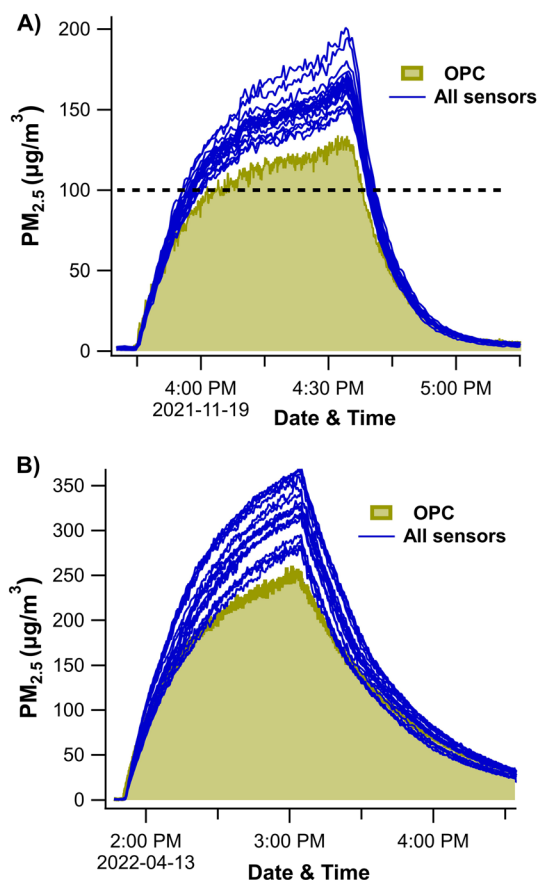 A)
200
150
100
50
0
PM2.5 (µg/m3)
OPC
All sensors
4:00 PM 4:30 PM 5:00 PM
2021-11-19
Date & Time
B)
350
300
250
200
150
100
50
0
PM2.5 (µg/m3)
OPC
All sensors
2:00 PM 3:00 PM 4:00 PM
2022-04-13
Date & Time